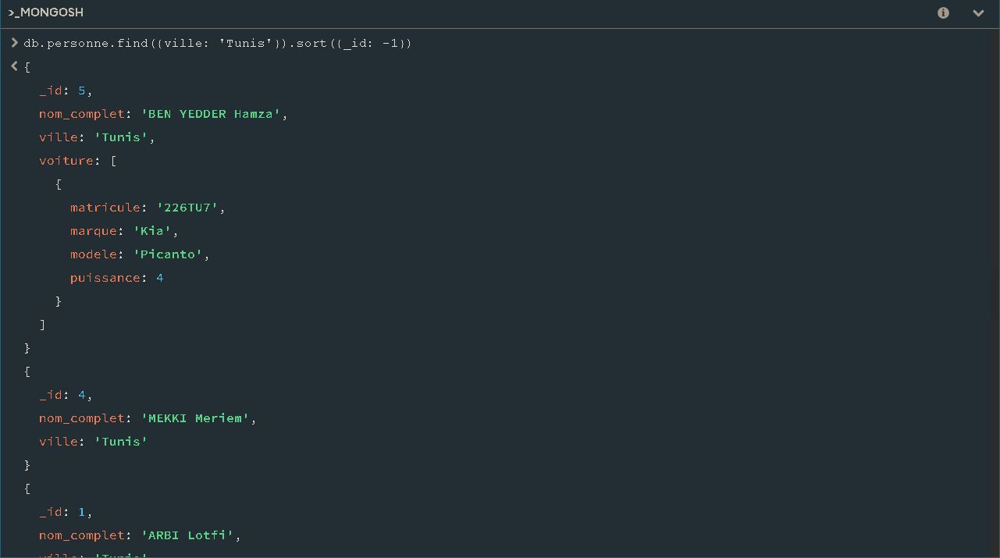 >_MONGOSH
> db.personne.find({ville: 'Tunis'}).sort({_id: -1})
< {
_id: 5,
nom_complet: 'BEN YEDDER Hamza',
ville: 'Tunis',
voiture: [
{
matricule: '226TU7',
marque: 'Kia',
modele: 'Picanto',
puissance: 4
}
]
}
{
_id: 4,
nom_complet: 'MEKKI Meriem',
ville: 'Tunis'
}
{
_id: 1,
nom_complet: 'ARBI Lotfi',
ville: 'Tunis'